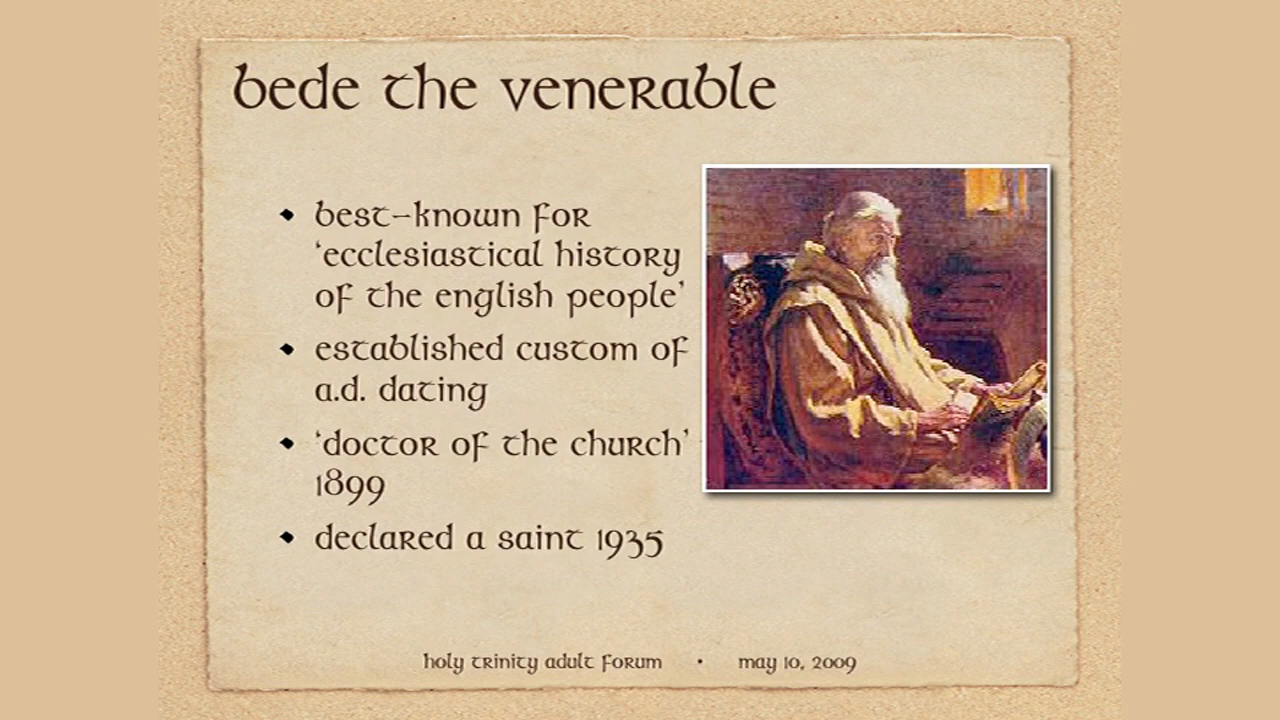 bede the venerable
best-known for
‘ecclesiastical history
of the english people’
established custom of
a.d. dating
‘doctor of the church’
1899
declared a saint 1935
holy trinity adult forum • may 10, 2009